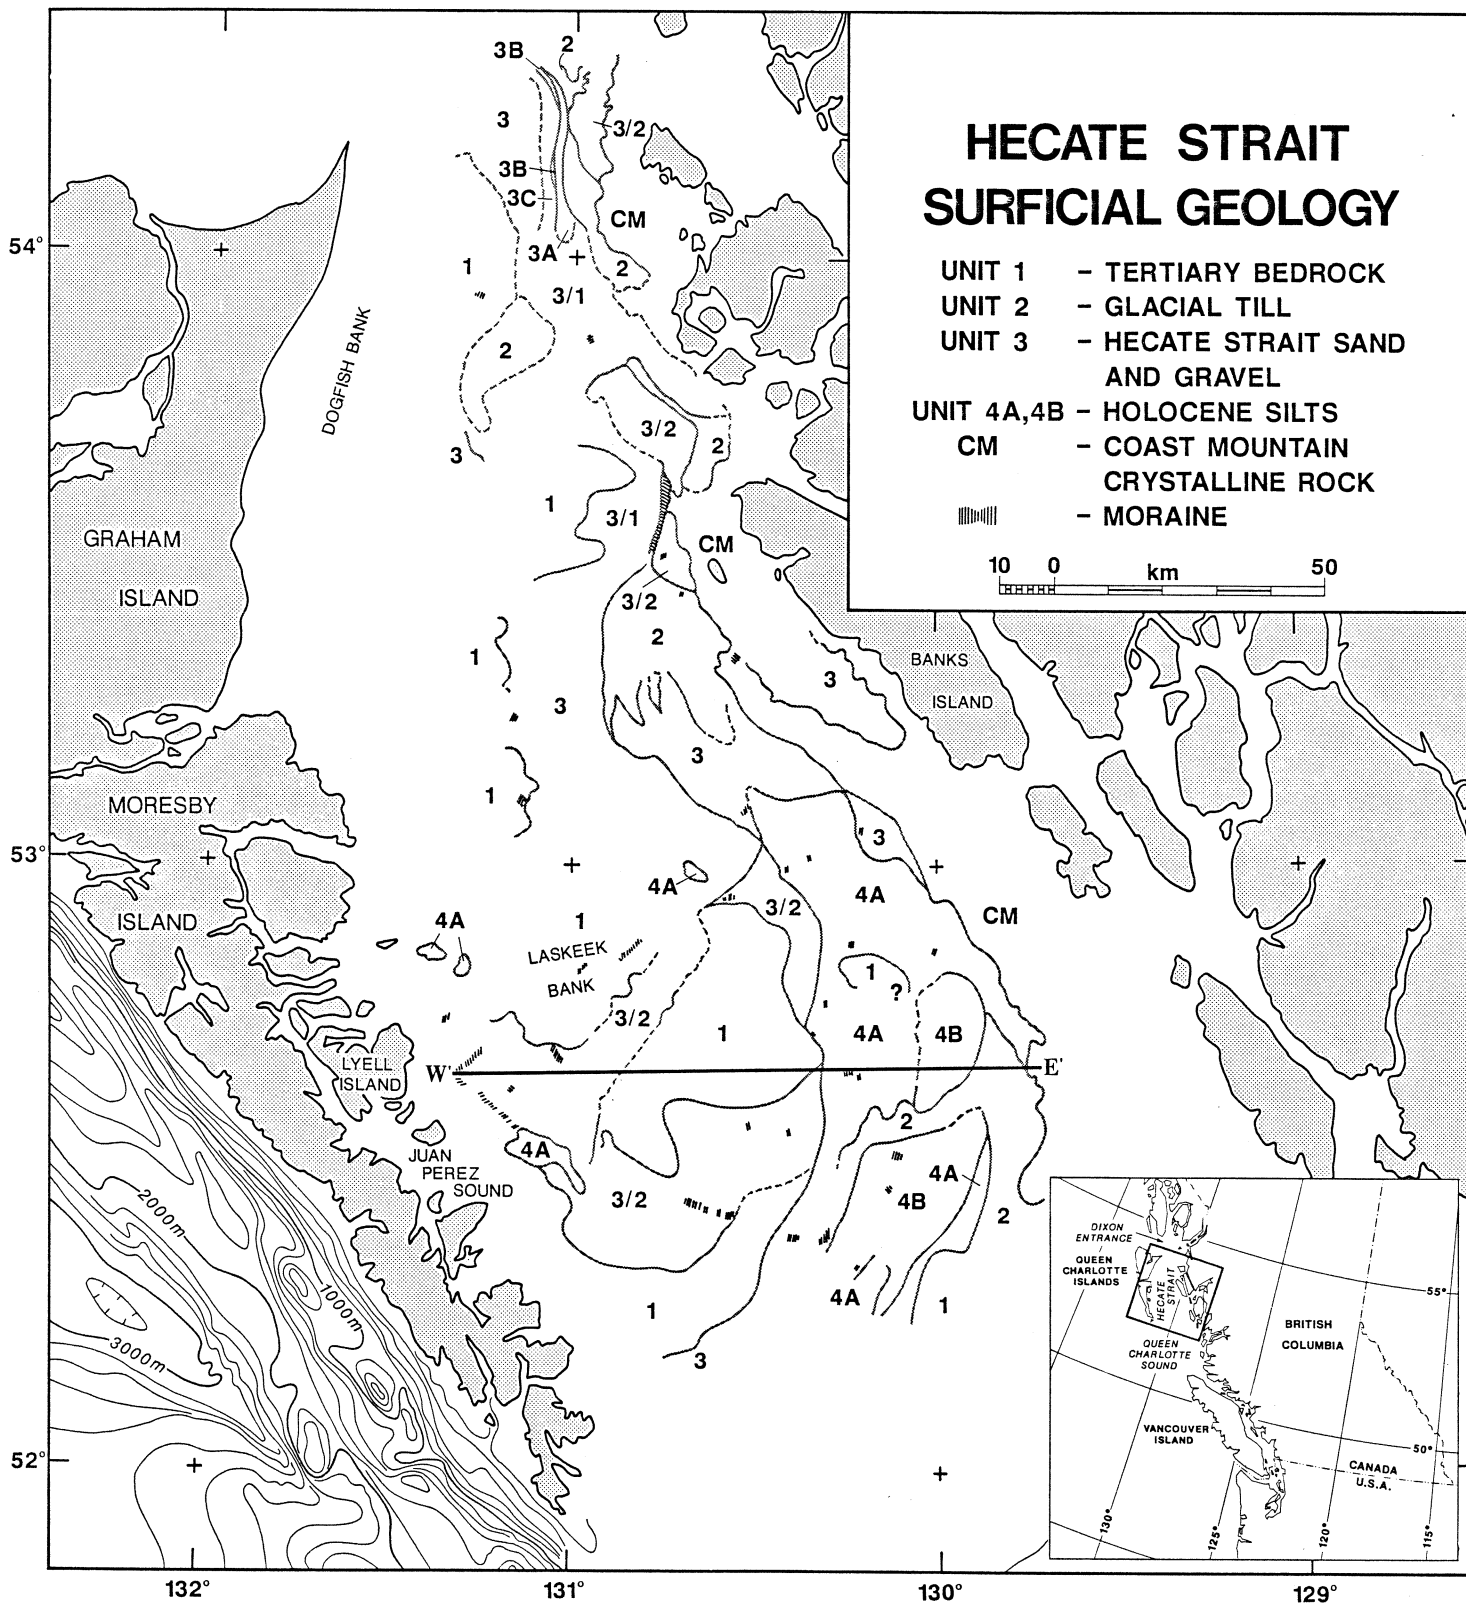 HECATE STRAIT
SURFICIAL GEOLOGY
UNIT 1 – TERTIARY BEDROCK
UNIT 2 – GLACIAL TILL
UNIT 3 – HECATE STRAIT SAND
AND GRAVEL
UNIT 4A,4B – HOLOCENE SILTS
CM – COAST MOUNTAIN
CRYSTALLINE ROCK
– MORAINE
10 0 km 50
3B
2
3
3/2
3B
3C
CM
3A
54°
1
2
3/1
2
DOGFISH BANK
3/2
2
3
1
3/1
CM
GRAHAM
ISLAND
3/2
2
1
BANKS
ISLAND
3
3
3
1
MORESBY
3
53°
4A
4A
3/2
CM
ISLAND
4A
1
LASKEEK
BANK
1
?
3/2
1
4A
4B
LYELL
ISLAND
W'
E'
2
4A
JUAN
PEREZ
SOUND
4A
3/2
4B
2
2000m
1000m
3000m
1
4A
1
3
52°
132°
131°
130°
129°
DIXON
ENTRANCE
QUEEN
CHARLOTTE
ISLANDS
HECATE
STRAIT
55°
BRITISH
COLUMBIA
QUEEN
CHARLOTTE
SOUND
VANCOUVER
ISLAND
50°
CANADA
U.S.A.
130°
125°
120°
115°